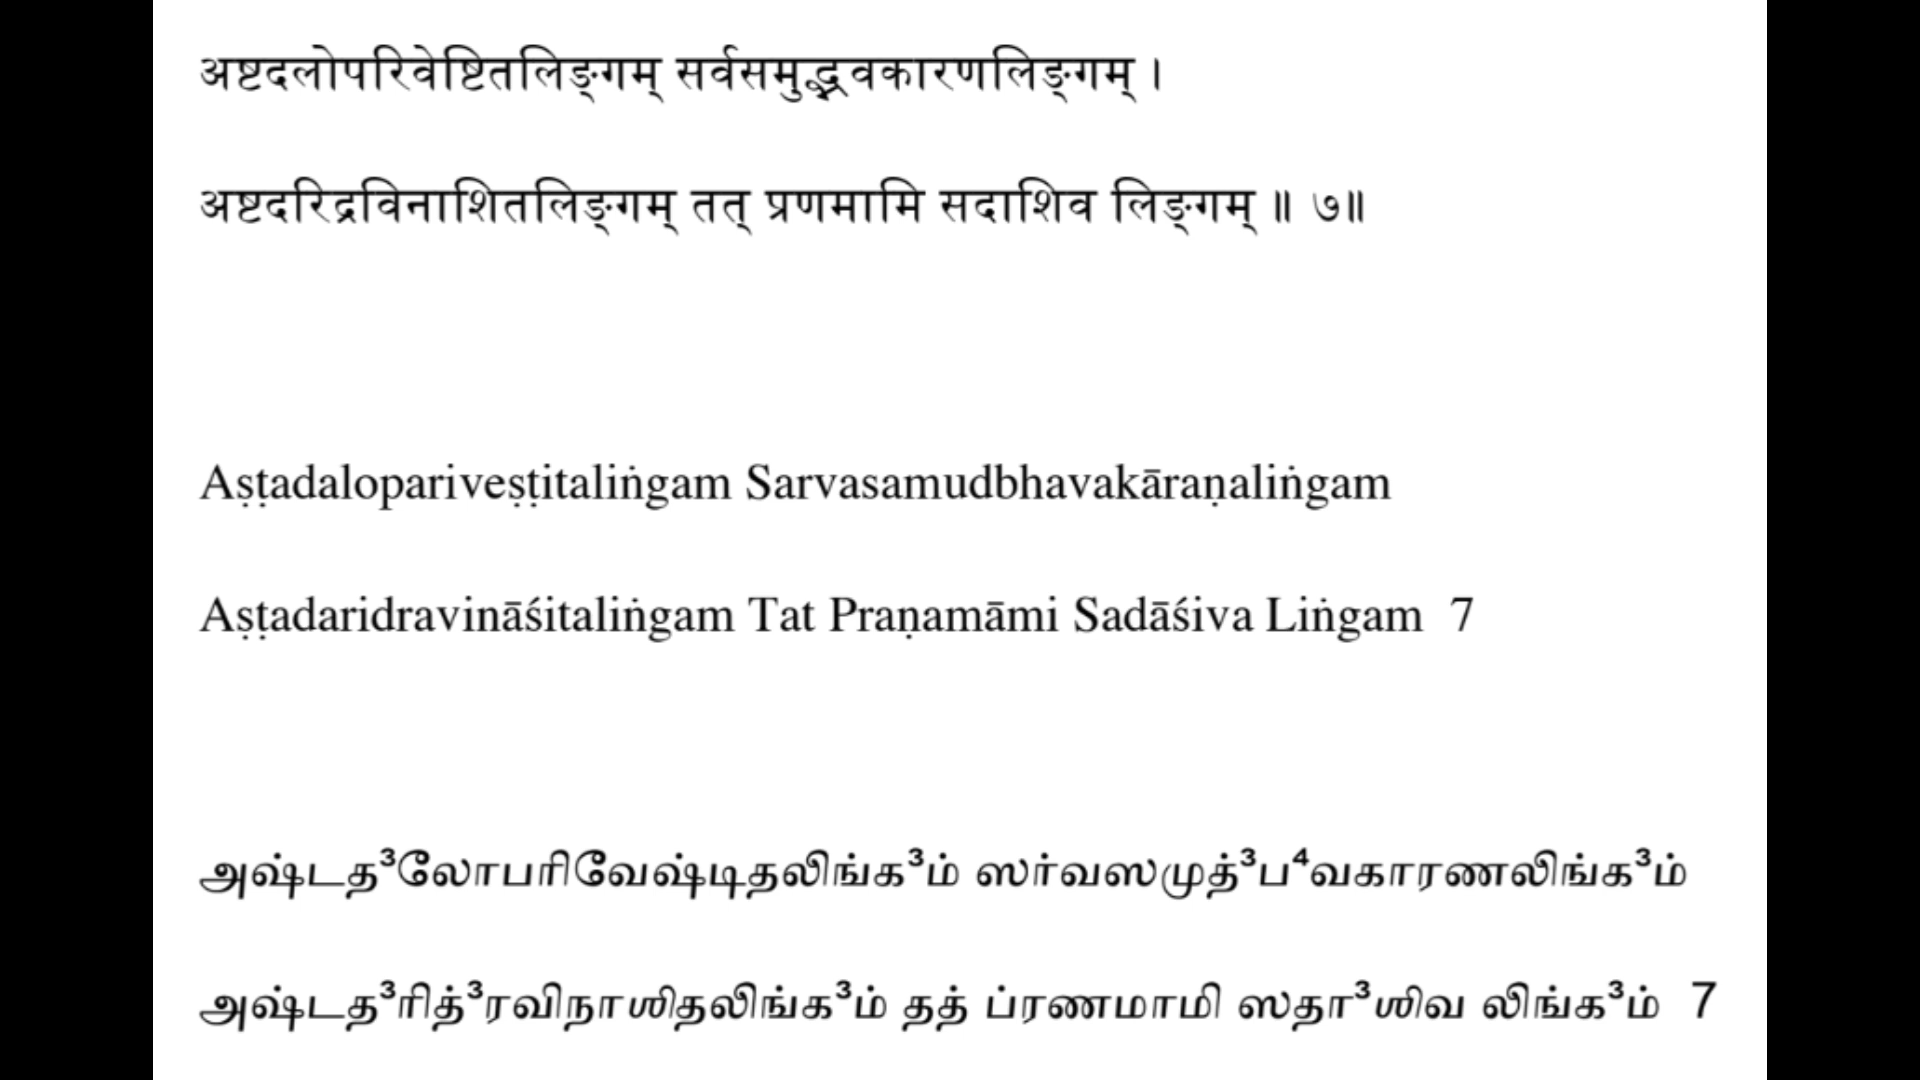 अष्टदलोपरिवेष्टितलिङ्गम् सर्वसमुद्भवकारणलिङ्गम् ।
अष्टदरिद्रविनाशितलिङ्गम् तत् प्रणमामि सदाशिव लिङ्गम् ॥ ७॥
Aṣṭadalopariveṣṭitaliṅgam Sarvasamudbhavakāraṇaliṅgam
Aṣṭadaridravināśitaliṅgam Tat Praṇamāmi Sadāśiva Liṅgam 7
அஷ்டத³லோபரிவேஷ்டிதலிங்க³ம் ஸர்வஸமுத்³ப⁴வகாரணலிங்க³ம்
அஷ்டத³ரித்³ரவிநாஶிதலிங்க³ம் தத் ப்ரணமாமி ஸதா³ஶிவ லிங்க³ம் 7